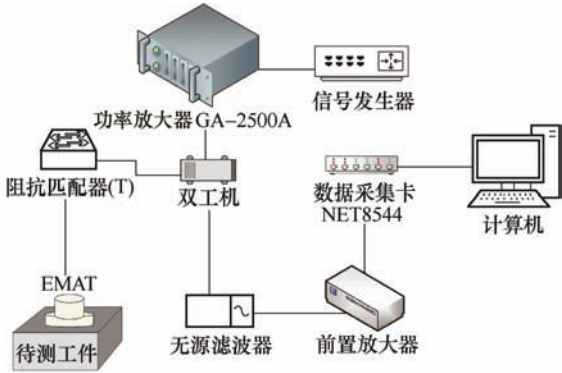 信号发生器
功率放大器GA-2500A
阻抗匹配器(T)
双工机
数据采集卡
NET8544
计算机
EMAT
待测工件
无源滤波器
前置放大器